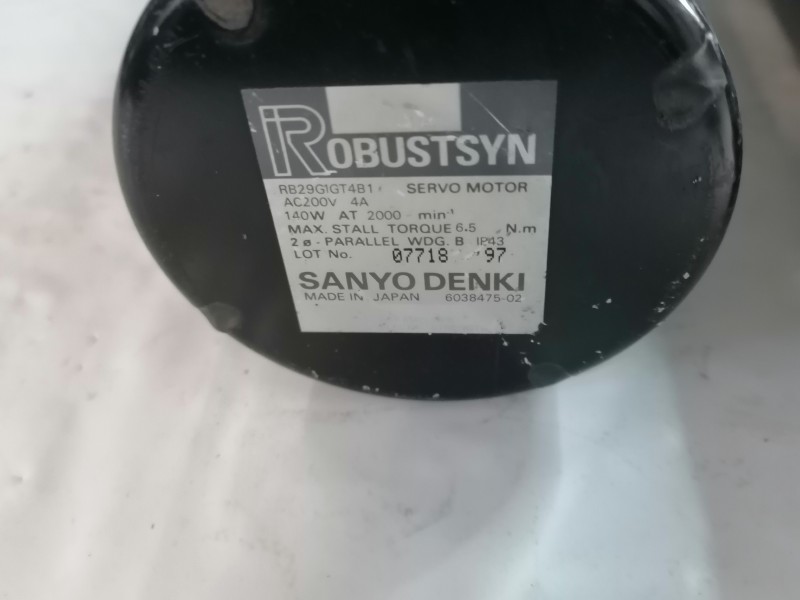 ROBUSTSYN
RB29G1GT4B1 SERVO MOTOR
AC200V 4A
140W AT 2000 min⁻¹
MAX. STALL TORQUE 6.5 N.m
2 ø - PARALLEL WDG. B IP43
LOT No. 07718 "97
SANYO DENKI
MADE IN JAPAN 6038475-02